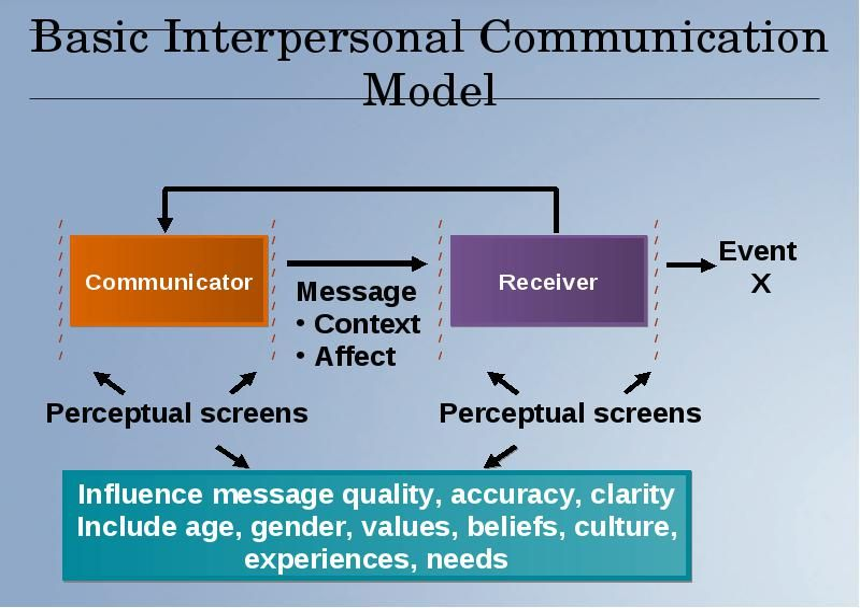 Basic Interpersonal Communication
Model
Communicator
Receiver
Event
X
Message
• Context
• Affect
Perceptual screens
Perceptual screens
Influence message quality, accuracy, clarity
Include age, gender, values, beliefs, culture,
experiences, needs